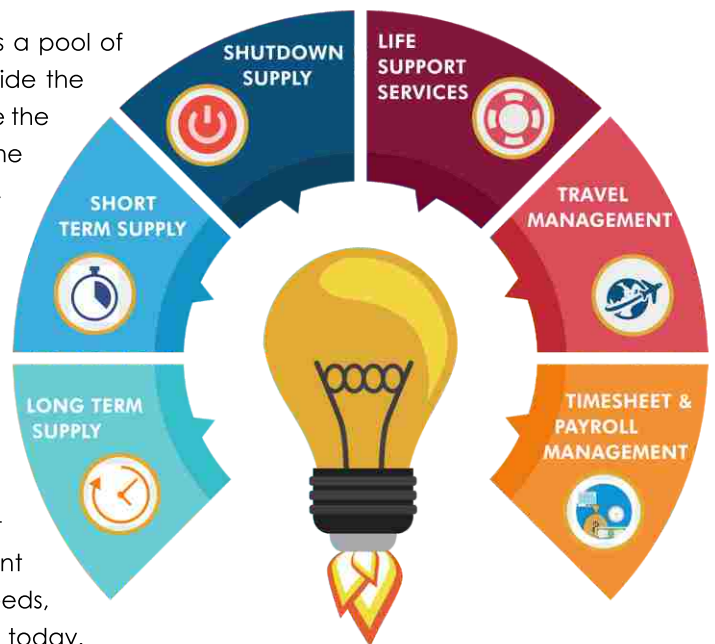 s a pool of
ide the
e the
SHUTDOWN
SUPPLY
LIFE
SUPPORT
SERVICES
SHORT
TERM SUPPLY
TRAVEL
MANAGEMENT
LONG TERM
SUPPLY
TIMESHEET &
PAYROLL
MANAGEMENT
nt
eds,
today.